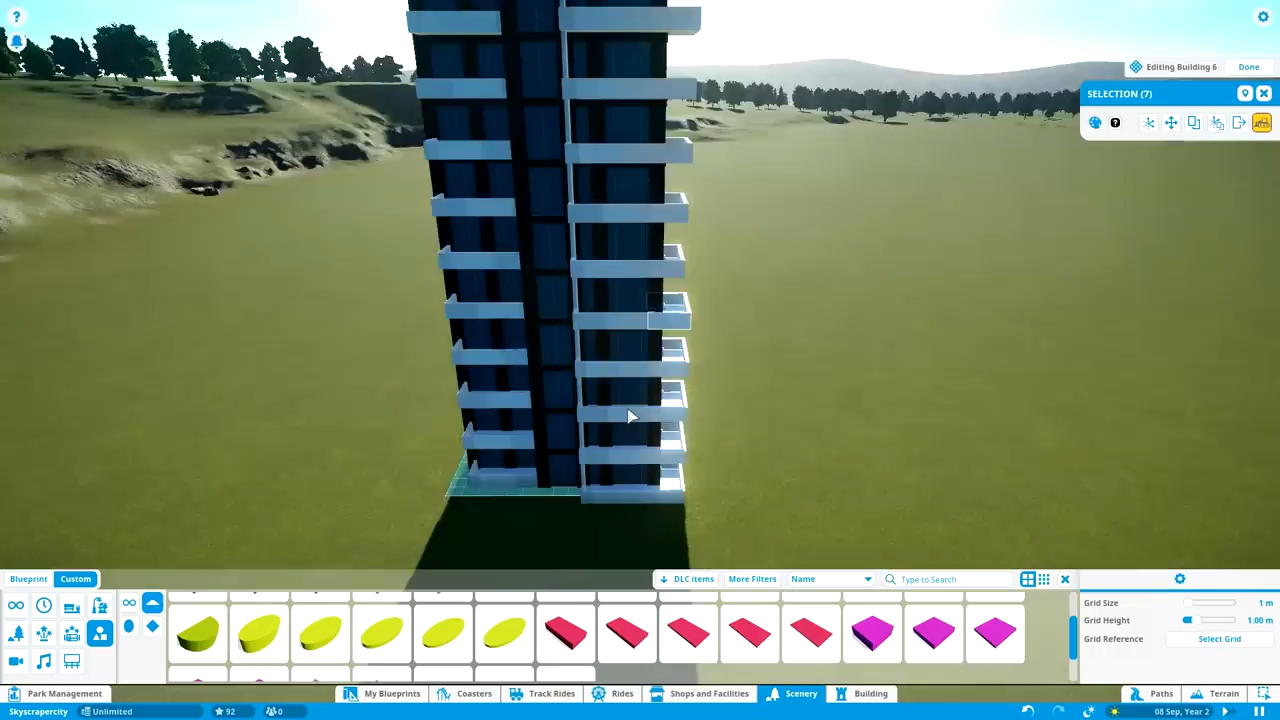 ?
Editing Building 6
Done
SELECTION (7)
?
Blueprint
Custom
DLC items
More Filters
Name
Type to Search
Grid Size
1 m
Grid Height
1.00 m
Grid Reference
Select Grid
Park Management
My Blueprints
Coasters
Track Rides
Rides
Shops and Facilities
Scenery
Building
Paths
Terrain
Skyscrapercity
Unlimited
92
0
08 Sep, Year 2